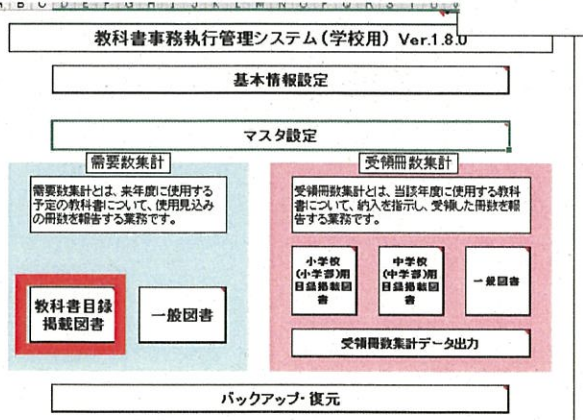 教科書事務執行管理システム(学校用) Ver.1.8.0
基本情報設定
マスタ設定
需要数集計
需要数集計とは、来年度に使用する
予定の教科書について、使用見込み
の冊数を報告する業務です。
教科書目録
掲載図書
一般図書
受領冊数集計
受領冊数集計とは、当該年度に使用する教科
書について、納入を指示し、受領した冊数を報
告する業務です。
小学校
(小学部)用
目録掲載図
書
中学校
(中学部)用
目録掲載図
書
一般図書
受領冊数集計データ出力
バックアップ・復元